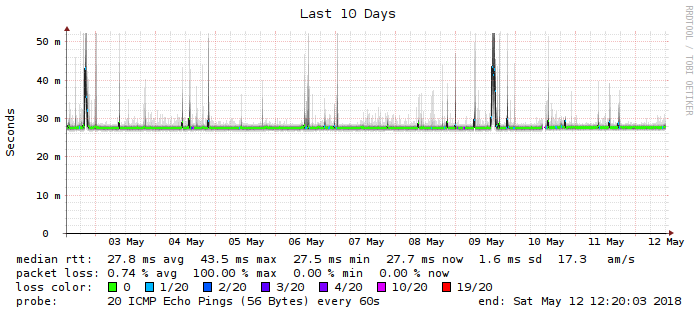 Last 10 Days
RRDTOOL / TOBI OETIKER
Seconds
50 m
40 m
30 m
20 m
10 m
0
03 May 04 May 05 May 06 May 07 May 08 May 09 May 10 May 11 May 12 May
median rtt: 27.8 ms avg 43.5 ms max 27.5 ms min 27.7 ms now 1.6 ms sd 17.3 am/s
packet loss: 0.74 % avg 100.00 % max 0.00 % min 0.00 % now
loss color: 0 1/20 2/20 3/20 4/20 10/20 19/20
probe: 20 ICMP Echo Pings (56 Bytes) every 60s end: Sat May 12 12:20:03 2018